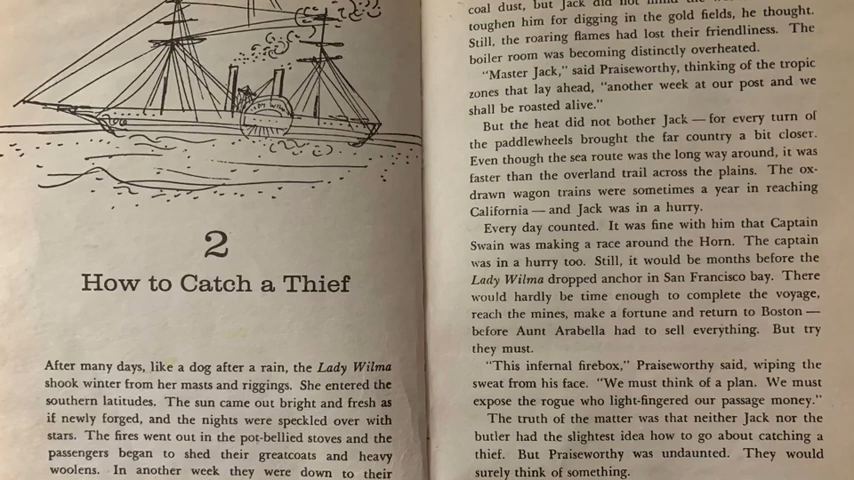 2
How to Catch a Thief
After many days, like a dog after a rain, the Lady Wilma
shook winter from her masts and riggings. She entered the
southern latitudes. The sun came out bright and fresh as
if newly forged, and the nights were speckled over with
stars. The fires went out in the pot-bellied stoves and the
passengers began to shed their greatcoats and heavy
woolens. In another week they were down to their
coal dust, but Jack did not mind the
toughen him for digging in the gold fields, he thought.
Still, the roaring flames had lost their friendliness. The
boiler room was becoming distinctly overheated.
"Master Jack," said Praiseworthy, thinking of the tropic
zones that lay ahead, "another week at our post and we
shall be roasted alive."
But the heat did not bother Jack — for every turn of
the paddlewheels brought the far country a bit closer.
Even though the sea route was the long way around, it was
faster than the overland trail across the plains. The ox-
drawn wagon trains were sometimes a year in reaching
California — and Jack was in a hurry.
Every day counted. It was fine with him that Captain
Swain was making a race around the Horn. The captain
was in a hurry too. Still, it would be months before the
Lady Wilma dropped anchor in San Francisco bay. There
would hardly be time enough to complete the voyage,
reach the mines, make a fortune and return to Boston —
before Aunt Arabella had to sell everything. But try
they must.
"This infernal firebox," Praiseworthy said, wiping the
sweat from his face. "We must think of a plan. We must
expose the rogue who light-fingered our passage money."
The truth of the matter was that neither Jack nor the
butler had the slightest idea how to go about catching a
thief. But Praiseworthy was undaunted. They would
surely think of something.